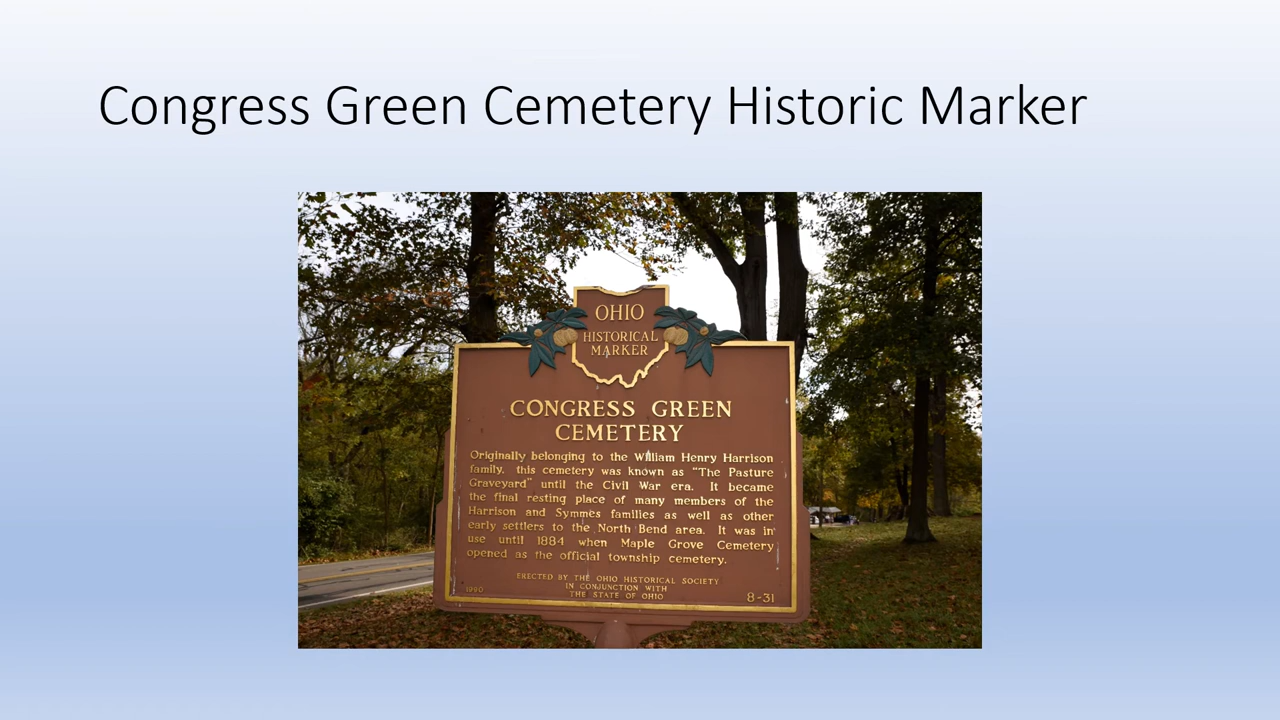 Congress Green Cemetery Historic Marker
OHIO
HISTORICAL
MARKER
CONGRESS GREEN
CEMETERY
Originally belonging to the William Henry Harrison
family, this cemetery was known as "The Pasture
Graveyard" until the Civil War era. It became
the final resting place of many members of the
Harrison and Symmes families as well as other
early settlers to the North Bend area. It was in
use until 1884 when Maple Grove Cemetery
opened as the official township cemetery.
ERECTED BY THE OHIO HISTORICAL SOCIETY
IN CONJUNCTION WITH
THE STATE OF OHIO
1990
8-31